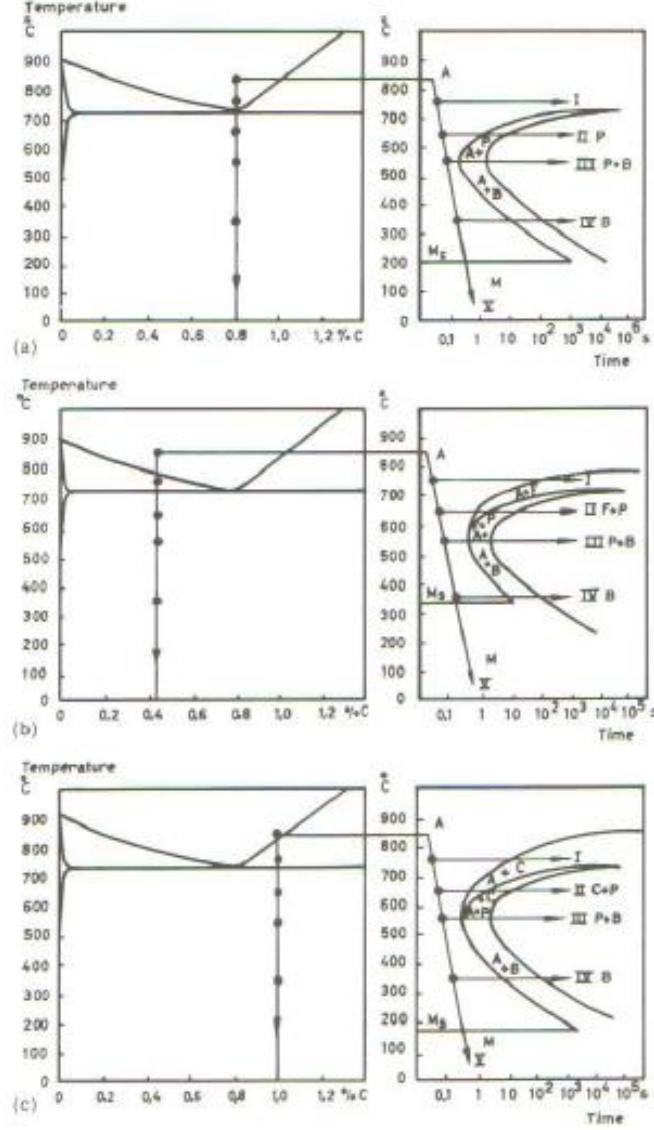 Temperature
°C
900
800
700
600
500
400
300
200
100
0
0 0.2 0.4 0.6 0.8 1,0 1,2 % C
(a)
°C
900
800
700
600
500
400
300
200
100
0
A
I
II P
III P+B
IV B
A+P
A+B
Ms
M
V
0,1 1 10 10² 10³ 10⁴ 10⁵ s
Time
Temperature
°C
900
800
700
600
500
400
300
200
100
0
0 0.2 0.4 0.6 0.8 1,0 1,2 % C
(b)
°C
900
800
700
600
500
400
300
200
100
0
A
A+F
I
II F+P
III P+B
IV B
A+B
Ms
M
V
0,1 1 10 10² 10³ 10⁴ 10⁵ s
Time
Temperature
°C
900
800
700
600
500
400
300
200
100
0
0 0,2 0,4 0,6 0,8 1,0 1,2 % C
(c)
°C
900
800
700
600
500
400
300
200
100
0
A
A + C
I
II C+P
III P+B
IV B
A+B
Ms
M
V
0,1 1 10 10² 10³ 10⁴ 10⁵ s
Time